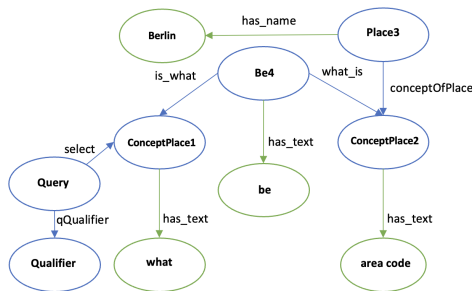 has_name
Berlin
Place3
is_what
Be4
what_is
conceptOfPlace
select
ConceptPlace1
has_text
ConceptPlace2
Query
be
qQualifier
has_text
has_text
Qualifier
what
area code